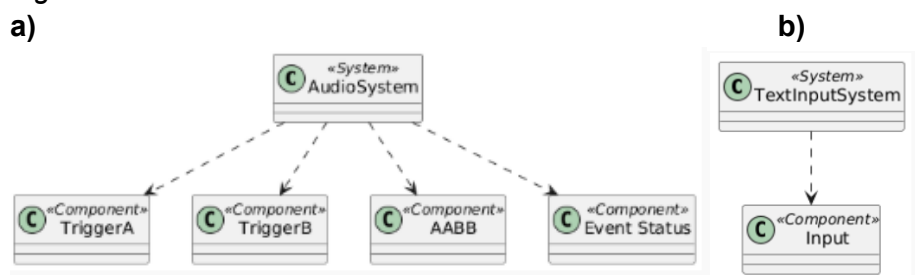 a)
b)
«System»
AudioSystem
«System»
TextInputSystem
«Component»
TriggerA
«Component»
TriggerB
«Component»
AABB
«Component»
Event Status
«Component»
Input
C
C
C
C
C
C
C